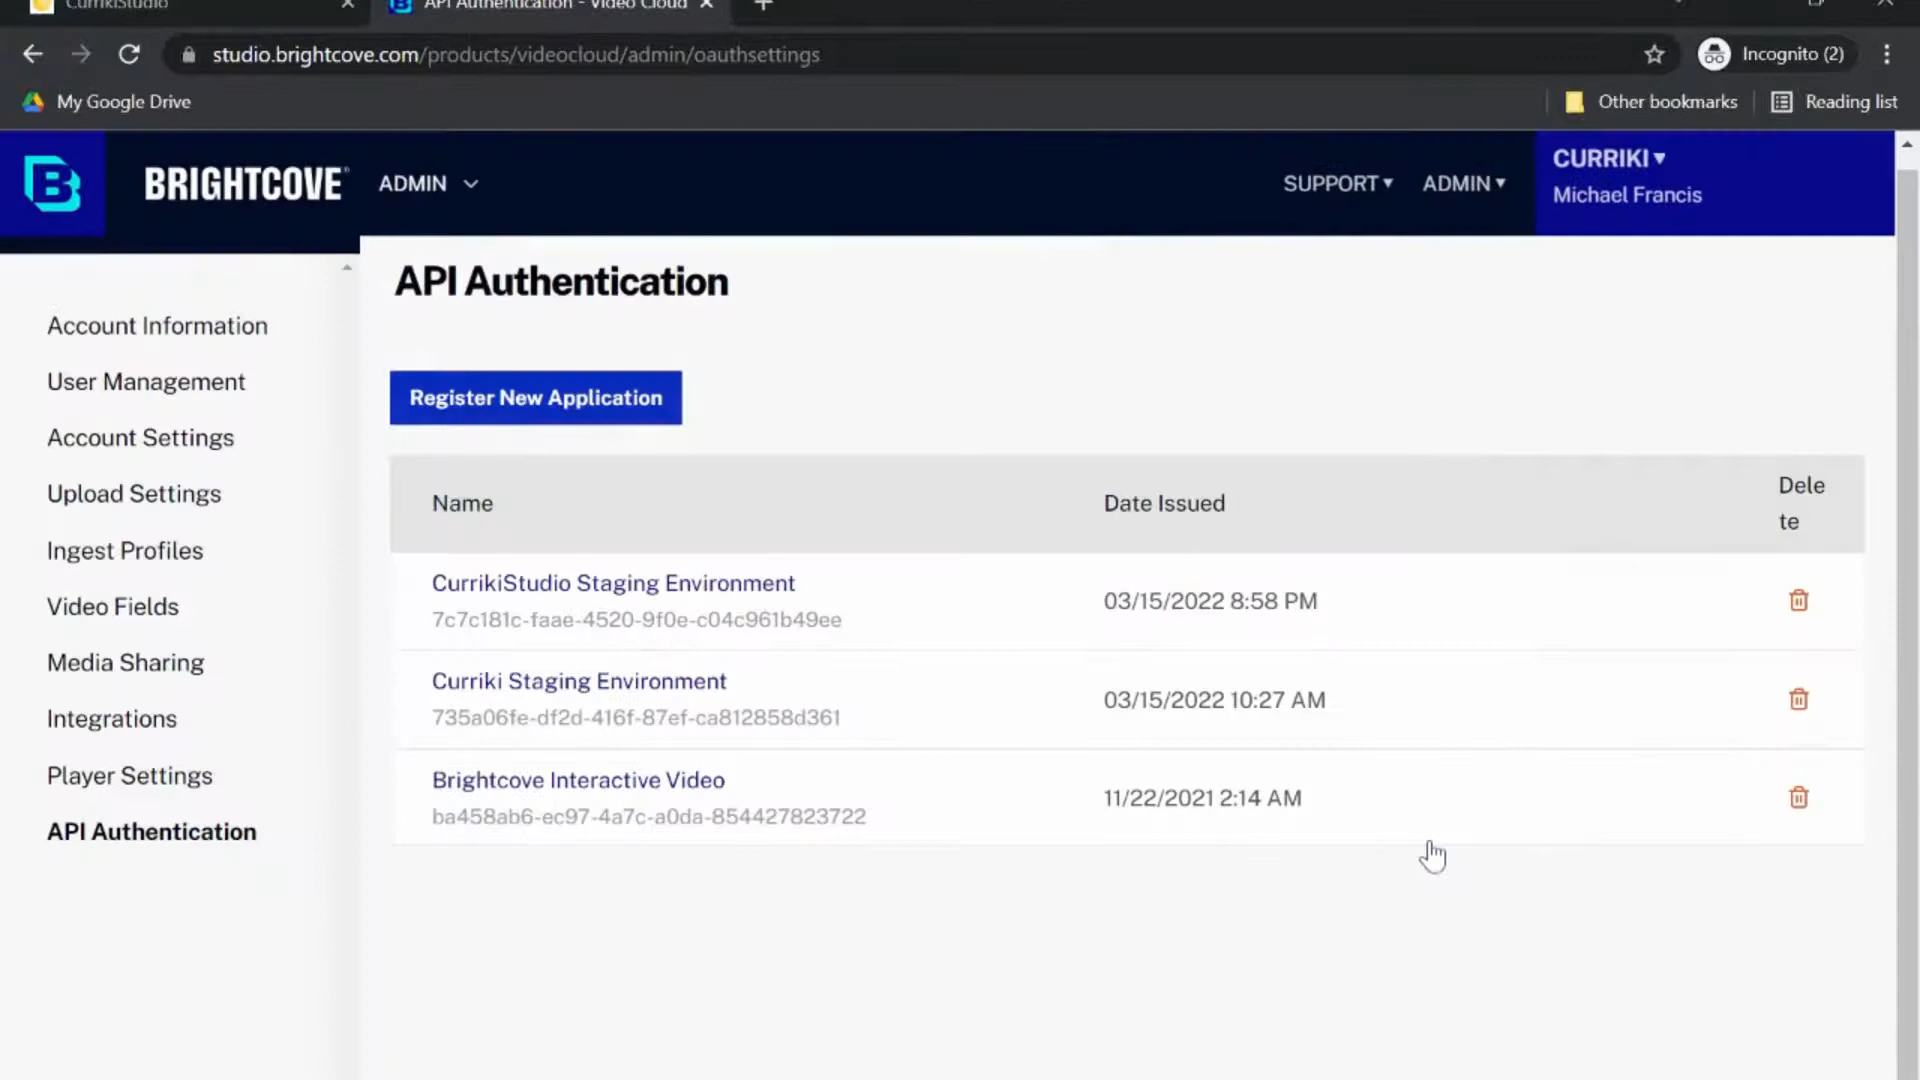 CurrikiStudio
API Authentication - Video Cloud
studio.brightcove.com/products/videocloud/admin/oauthsettings
Incognito (2)
My Google Drive
Other bookmarks
Reading list
BRIGHTCOVE
ADMIN
SUPPORT
ADMIN
CURRIKI
Michael Francis
Account Information
User Management
Account Settings
Upload Settings
Ingest Profiles
Video Fields
Media Sharing
Integrations
Player Settings
API Authentication
API Authentication
Register New Application
Name
Date Issued
Dele
te
CurrikiStudio Staging Environment
7c7c181c-faae-4520-9f0e-c04c961b49ee
03/15/2022 8:58 PM
Curriki Staging Environment
735a06fe-df2d-416f-87ef-ca812858d361
03/15/2022 10:27 AM
Brightcove Interactive Video
ba458ab6-ec97-4a7c-a0da-854427823722
11/22/2021 2:14 AM